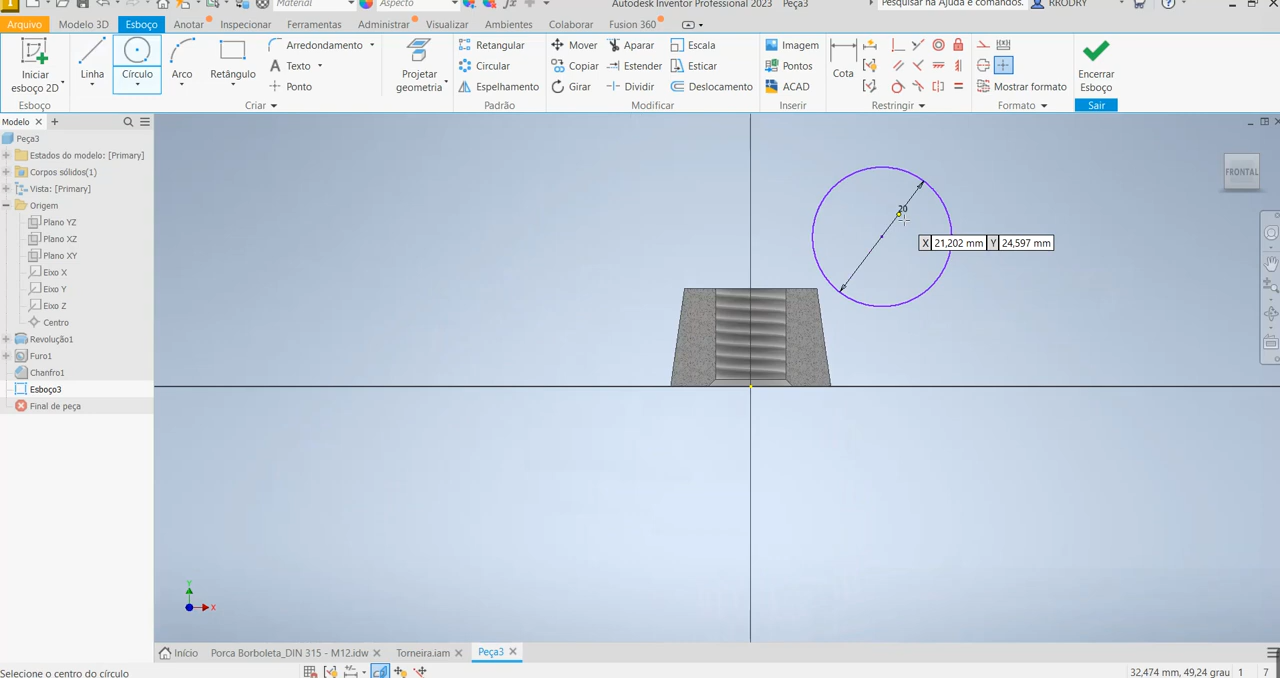 Material Aspecto fx Autodesk Inventor Professional 2023 Peça3 Pesquisar na Ajuda e comandos. RRODRY
Arquivo Modelo 3D Esboço Anotar Inspecionar Ferramentas Administrar Visualizar Ambientes Colaborar Fusion 360
Iniciar esboço 2D
Linha
Círculo
Arco
Retângulo
Arredondamento
Texto
Ponto
Projetar geometria
Retangular
Circular
Espelhamento
Mover
Copiar
Girar
Aparar
Estender
Dividir
Escala
Esticar
Deslocamento
Imagem
Pontos
ACAD
Cota
Mostrar formato
Encerrar Esboço
Esboço Criar Padrão Modificar Inserir Restringir Formato Sair
Modelo
Peça3
Estados do modelo: [Primary]
Corpos sólidos(1)
Vista: [Primary]
Origem
Plano YZ
Plano XZ
Plano XY
Eixo X
Eixo Y
Eixo Z
Centro
Revolução1
Furo1
Chanfro1
Esboço3
Final de peça
FRONTAL
20
X 21,202 mm Y 24,597 mm
Y
X
Início Porca Borboleta_DIN 315 - M12.idw Torneira.iam Peça3
Selecione o centro do círculo 32,474 mm, 49,24 grau 1 7